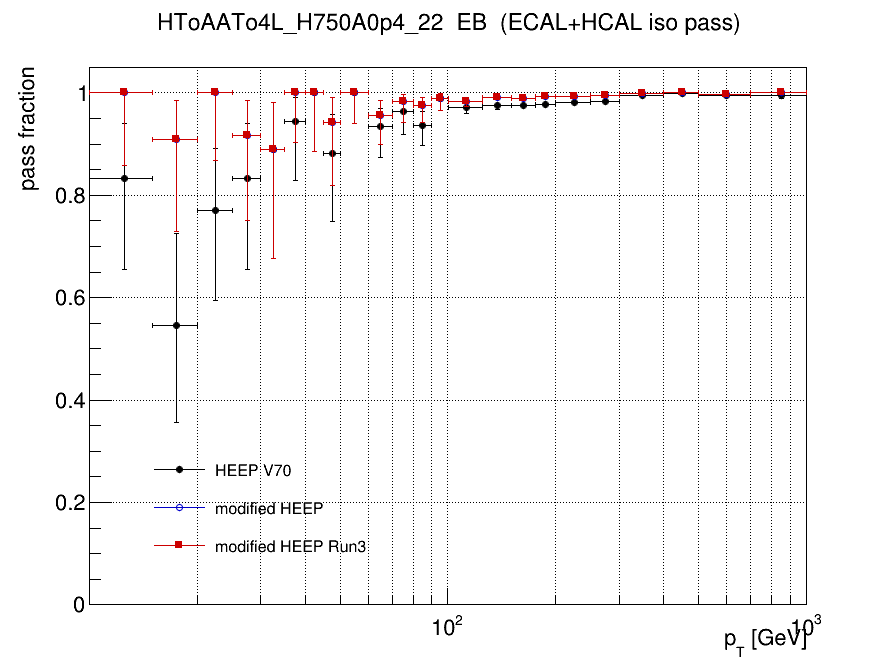 HToAATo4L_H750A0p4_22 EB (ECAL+HCAL iso pass)
pass fraction
1
0.8
0.6
0.4
0.2
0
HEEP V70
modified HEEP
modified HEEP Run3
10²
10³
p_T [GeV]